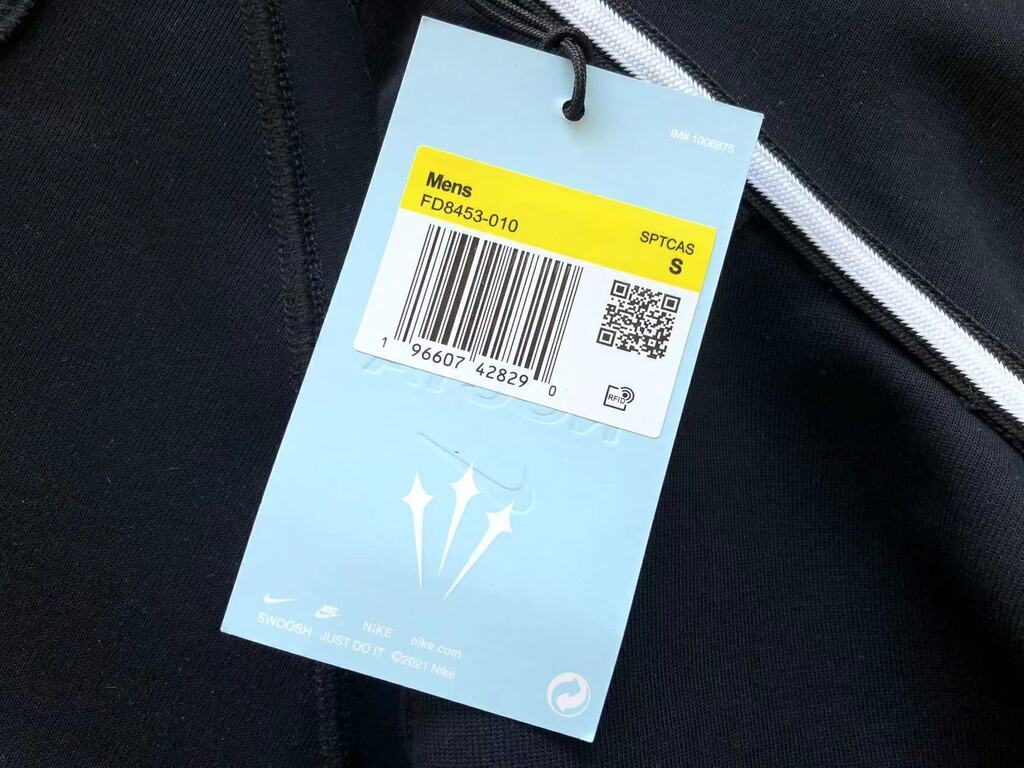 IM# 1006875
Mens
FD8453-010
SPTCAS
S
1 96607 42829 0
RFID
NIKE
NIKE nike.com
SWOOSH JUST DO IT ©2021 Nike